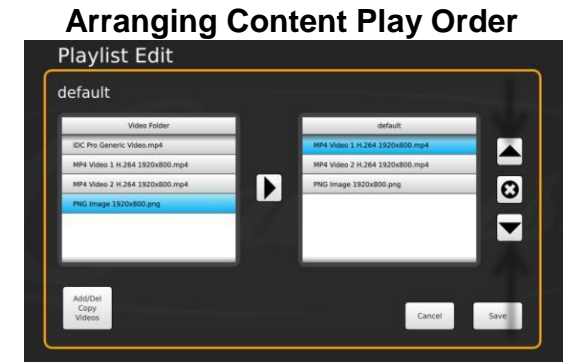 Arranging Content Play Order
Playlist Edit
default
Video Folder
IDC Pro Generic Video.mp4
MP4 Video 1 H.264 1920x800.mp4
MP4 Video 2 H.264 1920x800.mp4
PNG Image 1920x800.png
default
MP4 Video 1 H.264 1920x800.mp4
MP4 Video 2 H.264 1920x800.mp4
PNG Image 1920x800.png
Add/Del
Copy
Videos
Cancel
Save